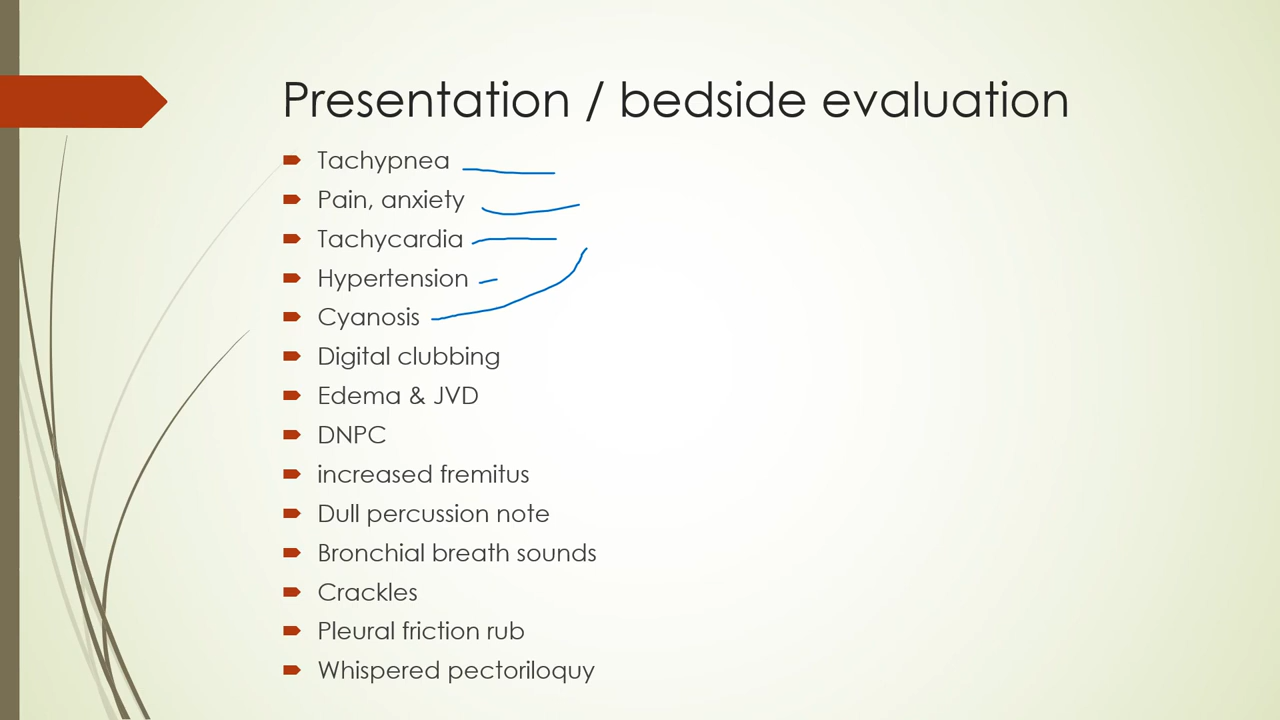 Presentation / bedside evaluation
Tachypnea
Pain, anxiety
Tachycardia
Hypertension
Cyanosis
Digital clubbing
Edema & JVD
DNPC
increased fremitus
Dull percussion note
Bronchial breath sounds
Crackles
Pleural friction rub
Whispered pectoriloquy